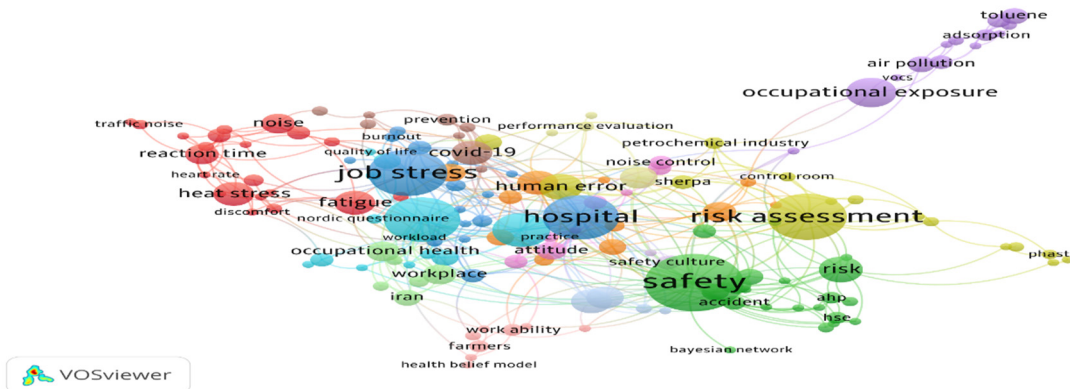 toluene
adsorption
air pollution
vocs
occupational exposure
traffic noise
noise
prevention
performance evaluation
burnout
petrochemical industry
reaction time
quality of life
covid-19
noise control
heart rate
job stress
human error
sherpa
control room
heat stress
fatigue
discomfort
nordic questionnaire
hospital
risk assessment
workload
practice
occupational health
attitude
safety culture
phast
workplace
safety
risk
iran
accident
ahp
hse
work ability
farmers
bayesian network
health belief model
VOSviewer